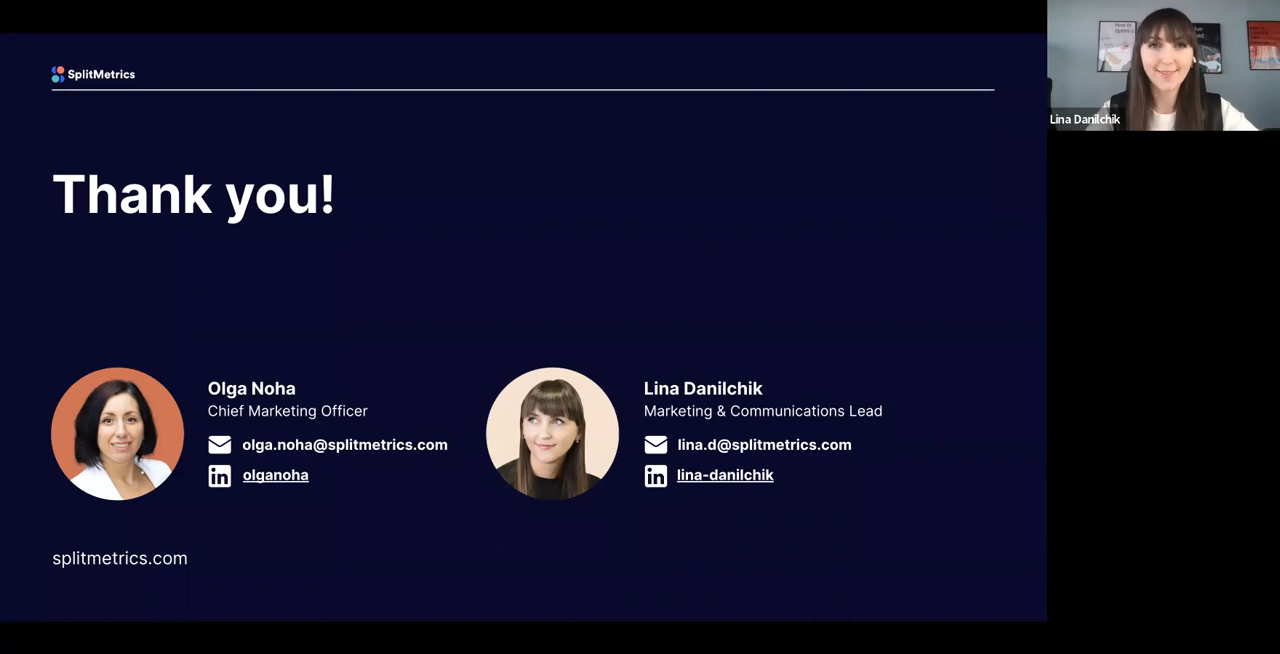 SplitMetrics
Thank you!
Olga Noha
Chief Marketing Officer
olga.noha@splitmetrics.com
olganoha
Lina Danilchik
Marketing & Communications Lead
lina.d@splitmetrics.com
lina-danilchik
splitmetrics.com
Lina Danilchik